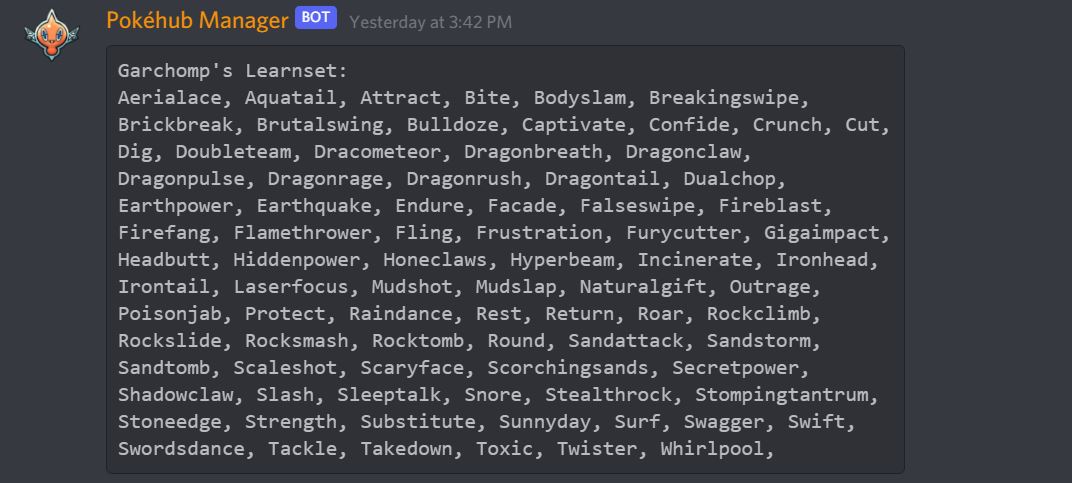 Pokéhub Manager BOT Yesterday at 3:42 PM
Garchomp's Learnset:
Aerialace, Aquatail, Attract, Bite, Bodyslam, Breakingswipe,
Brickbreak, Brutalswing, Bulldoze, Captivate, Confide, Crunch, Cut,
Dig, Doubleteam, Dracometeor, Dragonbreath, Dragonclaw,
Dragonpulse, Dragonrage, Dragonrush, Dragontail, Dualchop,
Earthpower, Earthquake, Endure, Facade, Falseswipe, Fireblast,
Firefang, Flamethrower, Fling, Frustration, Furycutter, Gigaimpact,
Headbutt, Hiddenpower, Honeclaws, Hyperbeam, Incinerate, Ironhead,
Irontail, Laserfocus, Mudshot, Mudslap, Naturalgift, Outrage,
Poisonjab, Protect, Raindance, Rest, Return, Roar, Rockclimb,
Rockslide, Rocksmash, Rocktomb, Round, Sandattack, Sandstorm,
Sandtomb, Scaleshot, Scaryface, Scorchingsands, Secretpower,
Shadowclaw, Slash, Sleeptalk, Snore, Stealthrock, Stompingtantrum,
Stoneedge, Strength, Substitute, Sunnyday, Surf, Swagger, Swift,
Swordsdance, Tackle, Takedown, Toxic, Twister, Whirlpool,